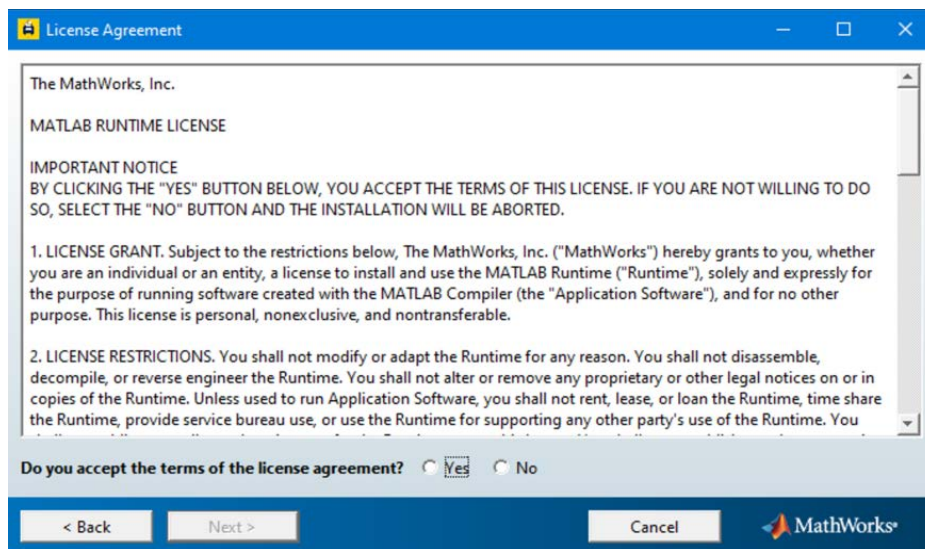 License Agreement
The MathWorks, Inc.
MATLAB RUNTIME LICENSE
IMPORTANT NOTICE
BY CLICKING THE "YES" BUTTON BELOW, YOU ACCEPT THE TERMS OF THIS LICENSE. IF YOU ARE NOT WILLING TO DO
SO, SELECT THE "NO" BUTTON AND THE INSTALLATION WILL BE ABORTED.
1. LICENSE GRANT. Subject to the restrictions below, The MathWorks, Inc. ("MathWorks") hereby grants to you, whether
you are an individual or an entity, a license to install and use the MATLAB Runtime ("Runtime"), solely and expressly for
the purpose of running software created with the MATLAB Compiler (the "Application Software"), and for no other
purpose. This license is personal, nonexclusive, and nontransferable.
2. LICENSE RESTRICTIONS. You shall not modify or adapt the Runtime for any reason. You shall not disassemble,
decompile, or reverse engineer the Runtime. You shall not alter or remove any proprietary or other legal notices on or in
copies of the Runtime. Unless used to run Application Software, you shall not rent, lease, or loan the Runtime, time share
the Runtime, provide service bureau use, or use the Runtime for supporting any other party's use of the Runtime. You
Do you accept the terms of the license agreement? Yes No
< Back Next > Cancel MathWorks®